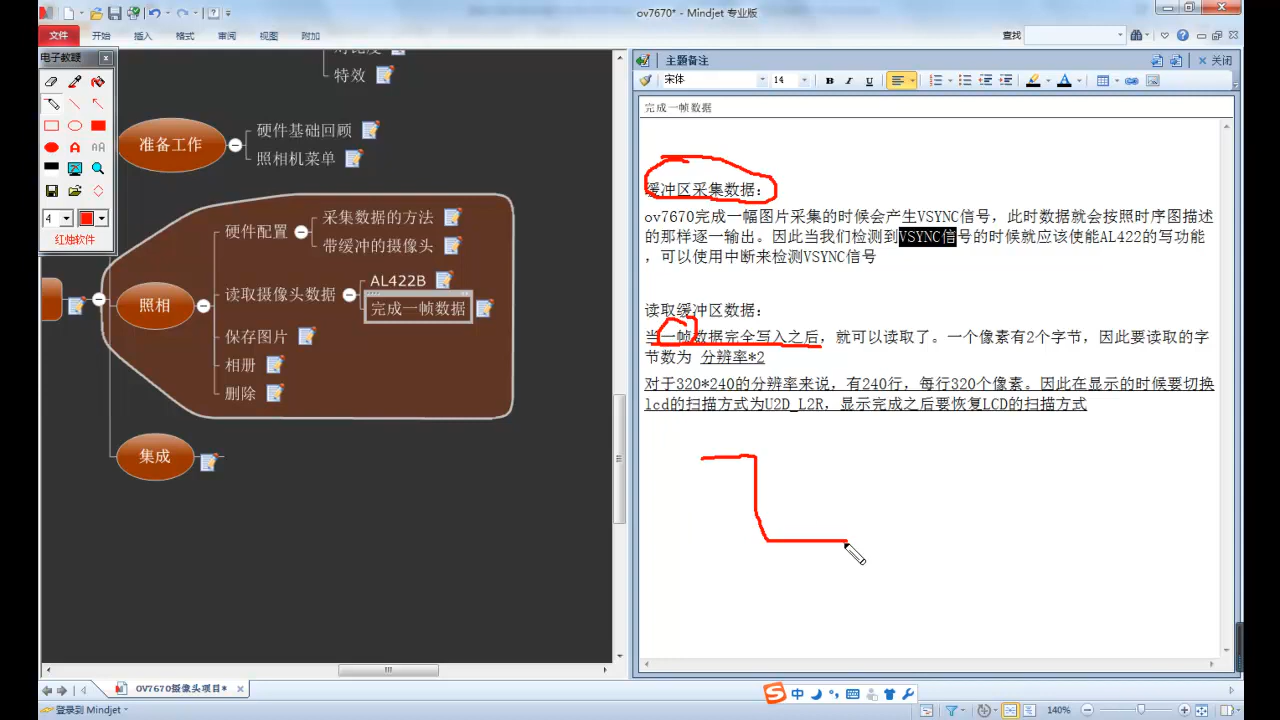 ov7670* - Mindjet 专业版
文件 开始 插入 格式 审阅 视图 附加 查找
电子教鞭
4
红烛软件
特效
准备工作
硬件基础回顾
照相机菜单
照相
硬件配置
采集数据的方法
带缓冲的摄像头
读取摄像头数据
AL422B
完成一帧数据
保存图片
相册
删除
集成
OV7670摄像头项目*
登录到 Mindjet
主题备注 关闭
宋体 14 B I U A
完成一帧数据
缓冲区采集数据:
ov7670完成一幅图片采集的时候会产生VSYNC信号,此时数据就会按照时序图描述
的那样逐一输出。因此当我们检测到VSYNC信号的时候就应该使能AL422的写功能
,可以使用中断来检测VSYNC信号
读取缓冲区数据:
当一帧数据完全写入之后,就可以读取了。一个像素有2个字节,因此要读取的字
节数为 分辨率*2
对于320*240的分辨率来说,有240行,每行320个像素。因此在显示的时候要切换
lcd的扫描方式为U2D_L2R,显示完成之后要恢复LCD的扫描方式
中
140%